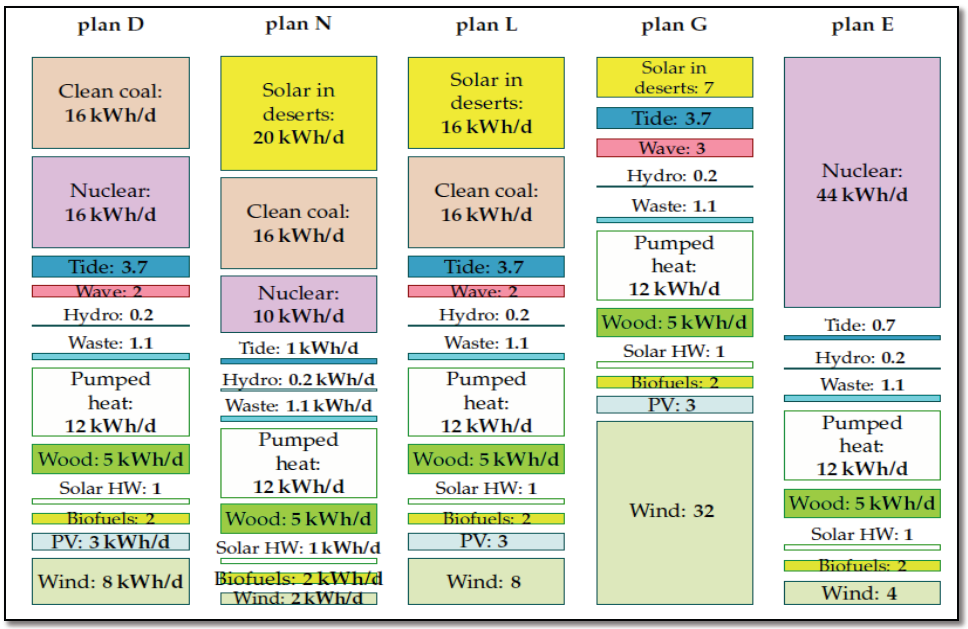 plan D
Clean coal:
16 kWh/d
Nuclear:
16 kWh/d
Tide: 3.7
Wave: 2
Hydro: 0.2
Waste: 1.1
Pumped
heat:
12 kWh/d
Wood: 5 kWh/d
Solar HW: 1
Biofuels: 2
PV: 3 kWh/d
Wind: 8 kWh/d
plan N
Solar in
deserts:
20 kWh/d
Clean coal:
16 kWh/d
Nuclear:
10 kWh/d
Tide: 1 kWh/d
Hydro: 0.2 kWh/d
Waste: 1.1 kWh/d
Pumped
heat:
12 kWh/d
Wood: 5 kWh/d
Solar HW: 1 kWh/d
Biofuels: 2 kWh/d
Wind: 2 kWh/d
plan L
Solar in
deserts:
16 kWh/d
Clean coal:
16 kWh/d
Tide: 3.7
Wave: 2
Hydro: 0.2
Waste: 1.1
Pumped
heat:
12 kWh/d
Wood: 5 kWh/d
Solar HW: 1
Biofuels: 2
PV: 3
Wind: 8
plan G
Solar in
deserts: 7
Tide: 3.7
Wave: 3
Hydro: 0.2
Waste: 1.1
Pumped
heat:
12 kWh/d
Wood: 5 kWh/d
Solar HW: 1
Biofuels: 2
PV: 3
Wind: 32
plan E
Nuclear:
44 kWh/d
Tide: 0.7
Hydro: 0.2
Waste: 1.1
Pumped
heat:
12 kWh/d
Wood: 5 kWh/d
Solar HW: 1
Biofuels: 2
Wind: 4